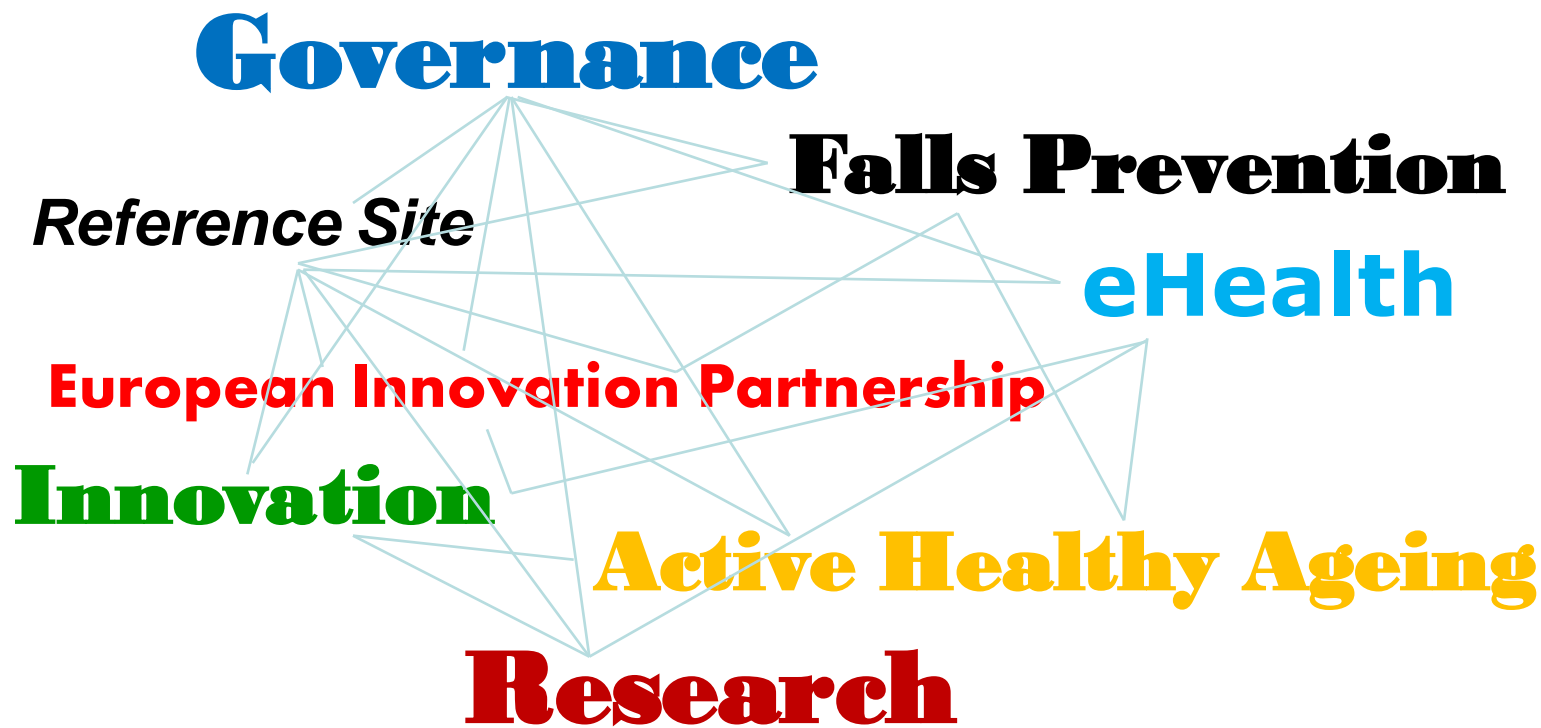 Governance
Falls Prevention
Reference Site
eHealth
European Innovation Partnership
Innovation
Active Healthy Ageing
Research